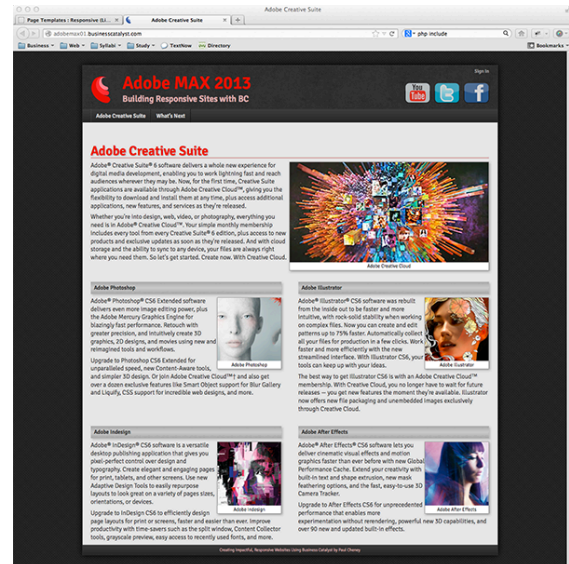 Adobe Creative Suite
Page Templates : Responsive (Li...
Adobe Creative Suite
adobemax01.businesscatalyst.com
php include
Business
Web
Syllabi
Study
TextNow
Directory
Bookmarks
Sign In
Adobe MAX 2013
Building Responsive Sites with BC
You Tube
Adobe Creative Suite
What's Next
Adobe Creative Suite
Adobe® Creative Suite® 6 software delivers a whole new experience for
digital media development, enabling you to work lightning fast and reach
audiences wherever they may be. Now, for the first time, Creative Suite
applications are available through Adobe Creative Cloud™, giving you the
flexibility to download and install them at any time, plus access additional
applications, new features, and services as they're released.
Whether you're into design, web, video, or photography, everything you
need is in Adobe® Creative Cloud™. Your simple monthly membership
includes every tool from every Creative Suite® 6 edition, plus access to new
products and exclusive updates as soon as they're released. And with cloud
storage and the ability to sync to any device, your files are always right
where you need them. So let's get started. Create now. With Creative Cloud.
Adobe Creative Cloud
Adobe Photoshop
Adobe® Photoshop® CS6 Extended software
delivers even more image editing power, plus
the Adobe Mercury Graphics Engine for
blazingly fast performance. Retouch with
greater precision, and intuitively create 3D
graphics, 2D designs, and movies using new and
reimagined tools and workflows.
Adobe Photoshop
Upgrade to Photoshop CS6 Extended for
unparalleled speed, new Content-Aware tools,
and simpler 3D design. Or join Adobe Creative Cloud™† and also get
over a dozen exclusive features like Smart Object support for Blur Gallery
and Liquify, CSS support for incredible web designs, and more.
Adobe Illustrator
Adobe® Illustrator® CS6 software was rebuilt
from the inside out to be faster and more
intuitive, with rock-solid stability when working
on complex files. Now you can create and edit
patterns up to 75% faster. Automatically collect
all your files for production in a few clicks. Work
faster and more efficiently with the new
streamlined interface. With Illustrator CS6, your
tools can keep up with your ideas.
Adobe Illustrator
The best way to get Illustrator CS6 is with an Adobe Creative Cloud™
membership. With Creative Cloud, you no longer have to wait for future
releases — you get new features the moment they're available. Illustrator
now offers new file packaging and unembedded images exclusively
through Creative Cloud.
Adobe Indesign
Adobe® InDesign® CS6 software is a versatile
desktop publishing application that gives you
pixel-perfect control over design and
typography. Create elegant and engaging pages
for print, tablets, and other screens. Use new
Adaptive Design Tools to easily repurpose
layouts to look great on a variety of pages sizes,
orientations, or devices.
Adobe Indesign
Upgrade to InDesign CS6 to efficiently design
page layouts for print or screens, faster and easier than ever. Improve
productivity with time-savers such as the split window, Content Collector
tools, grayscale preview, easy access to recently used fonts, and more.
Adobe After Effects
Adobe® After Effects® CS6 software lets you
deliver cinematic visual effects and motion
graphics faster than ever before with new Global
Performance Cache. Extend your creativity with
built-in text and shape extrusion, new mask
feathering options, and the fast, easy-to-use 3D
Camera Tracker.
Adobe After Effects
Upgrade to After Effects CS6 for unprecedented
performance that enables more
experimentation without rerendering, powerful new 3D capabilities, and
over 90 new and updated built-in effects.
Creating Impactful, Responsive Websites Using Business Catalyst by Paul Cheney